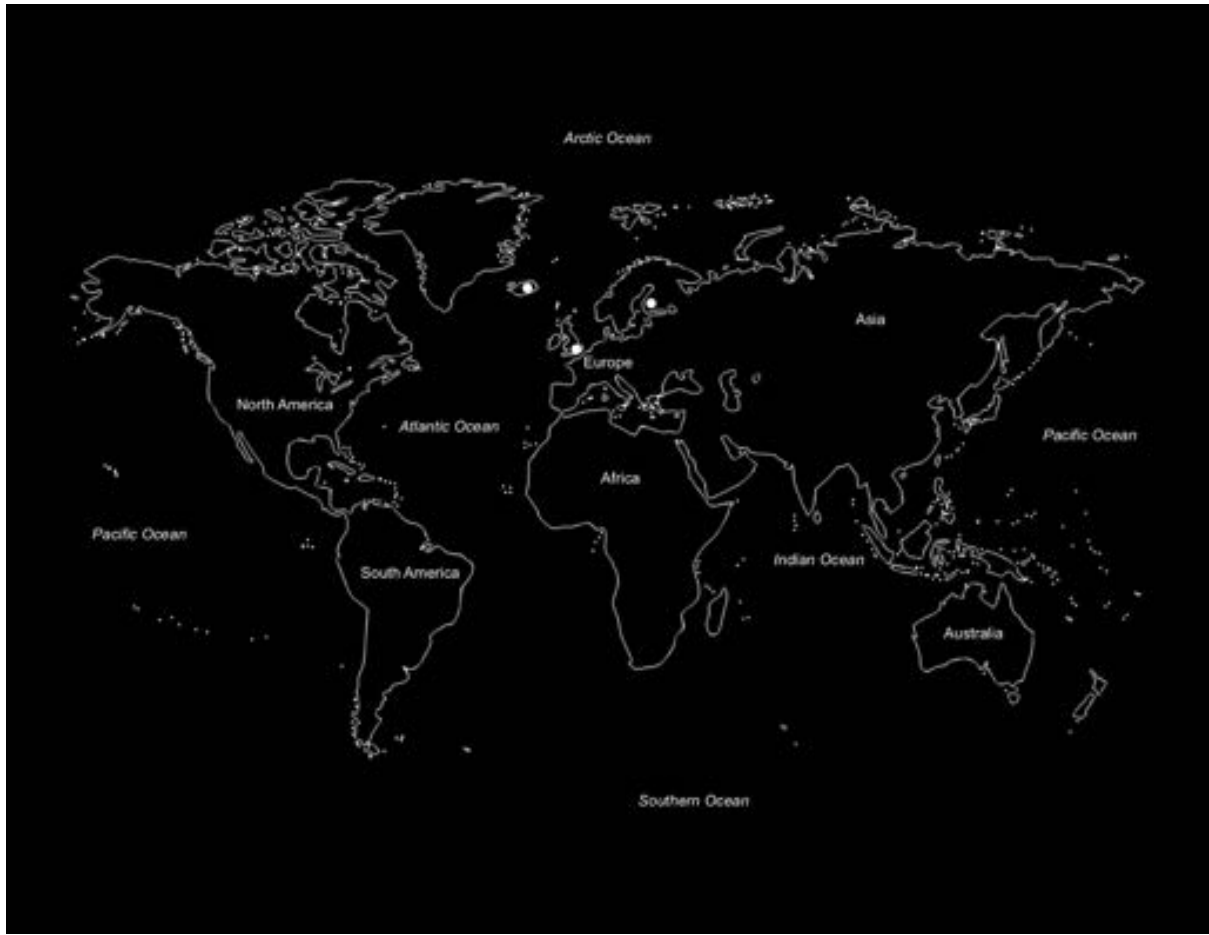 Arctic Ocean
Asia
Europe
North America
Atlantic Ocean
Pacific Ocean
Africa
Pacific Ocean
Indian Ocean
South America
Australia
Southern Ocean